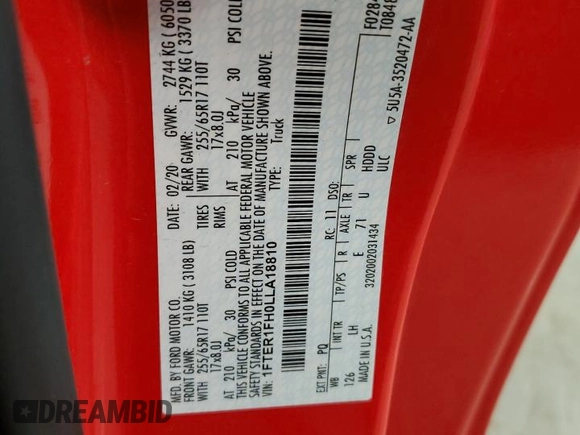 MFD. BY FORD MOTOR CO.
DATE: 02/20
GVWR: 2744 KG ( 6050
FRONT GAWR: 1410 KG ( 3108 LB)
REAR GAWR: 1529 KG ( 3370 LB
WITH 255/65R17 110T
TIRES
WITH 255/65R17 110T
17x8.0J
RIMS
17x8.0J
AT 210 kPa/ 30 PSI COLD
AT 210 kPa/ 30 PSI COLD
THIS VEHICLE CONFORMS TO ALL APPLICABLE FEDERAL MOTOR VEHICLE
SAFETY STANDARDS IN EFFECT ON THE DATE OF MANUFACTURE SHOWN ABOVE.
VIN: 1FTER1FH0LLA18810
TYPE: Truck
F0284
T0848
EXT PNT: PQ
RC: 11 DSO:
WB
INT TR
TP/PS
R
AXLE
TR
SPR
126
LH
E
71
U
HDDD
ULC
3202002031434
MADE IN U.S.A.
▽ 5U5A-3520472-AA
DREAMBID